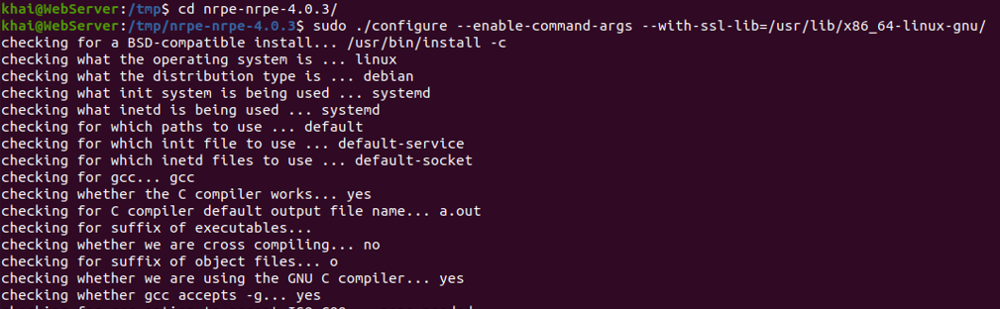 khai@WebServer:/tmp$ cd nrpe-nrpe-4.0.3/
khai@WebServer:/tmp/nrpe-nrpe-4.0.3$ sudo ./configure --enable-command-args --with-ssl-lib=/usr/lib/x86_64-linux-gnu/
checking for a BSD-compatible install... /usr/bin/install -c
checking what the operating system is ... linux
checking what the distribution type is ... debian
checking what init system is being used ... systemd
checking what inetd is being used ... systemd
checking for which paths to use ... default
checking for which init file to use ... default-service
checking for which inetd files to use ... default-socket
checking for gcc... gcc
checking whether the C compiler works... yes
checking for C compiler default output file name... a.out
checking for suffix of executables...
checking whether we are cross compiling... no
checking for suffix of object files... o
checking whether we are using the GNU C compiler... yes
checking whether gcc accepts -g... yes